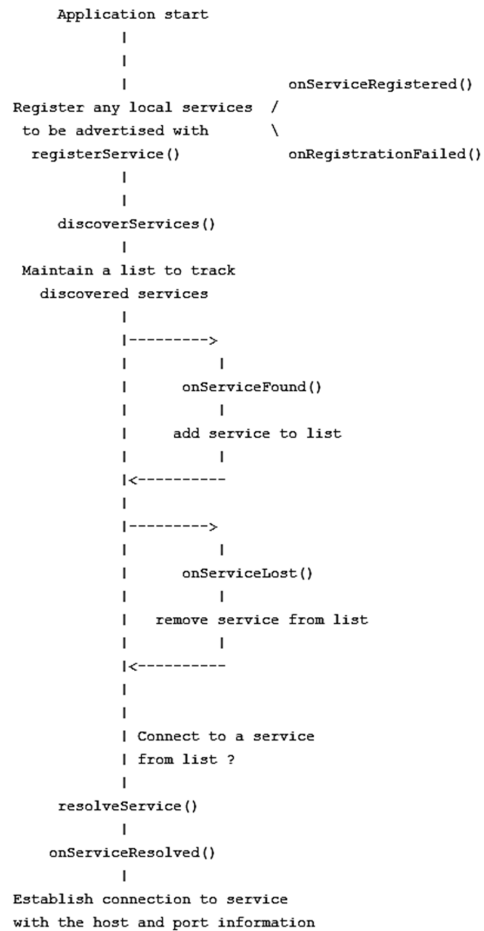 Application start
|
|
| onServiceRegistered()
Register any local services /
to be advertised with \
registerService() onRegistrationFailed()
|
|
discoverServices()
|
Maintain a list to track
discovered services
|
|--------->
| |
| onServiceFound()
| |
| add service to list
| |
|<----------
|
|--------->
| |
| onServiceLost()
| |
| remove service from list
| |
|<----------
|
|
| Connect to a service
| from list ?
|
resolveService()
|
onServiceResolved()
|
Establish connection to service
with the host and port information